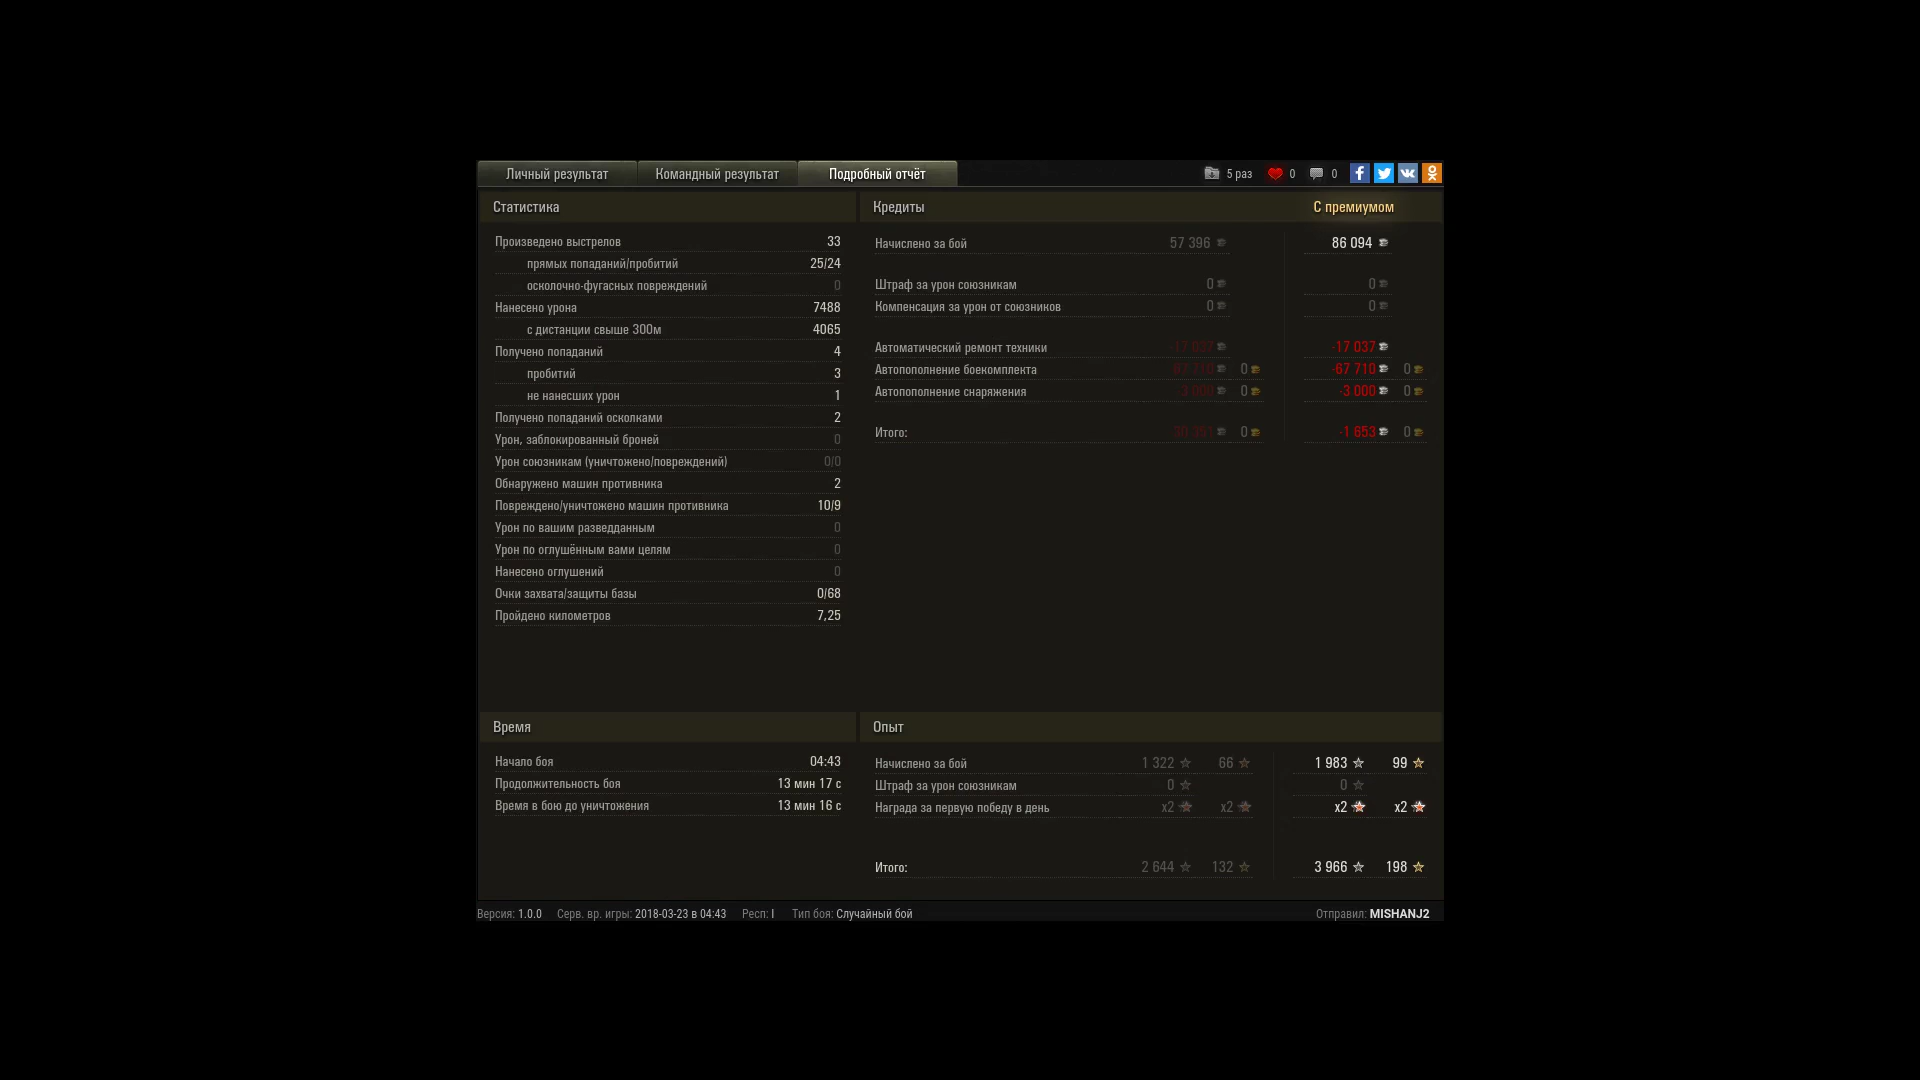 Личный результат Командный результат Подробный отчёт 5 раз 0 0
Статистика
Произведено выстрелов 33
прямых попаданий/пробитий 25/24
осколочно-фугасных повреждений 0
Нанесено урона 7488
с дистанции свыше 300м 4065
Получено попаданий 4
пробитий 3
не нанесших урон 1
Получено попаданий осколками 2
Урон, заблокированный броней 0
Урон союзникам (уничтожено/повреждений) 0/0
Обнаружено машин противника 2
Повреждено/уничтожено машин противника 10/9
Урон по вашим разведданным 0
Урон по оглушённым вами целям 0
Нанесено оглушений 0
Очки захвата/защиты базы 0/68
Пройдено километров 7,25
Кредиты С премиумом
Начислено за бой 57 396 86 094
Штраф за урон союзникам 0 0
Компенсация за урон от союзников 0 0
Автоматический ремонт техники -17 037 -17 037
Автопополнение боекомплекта -67 710 0 -67 710 0
Автопополнение снаряжения -3 000 0 -3 000 0
Итого: -30 351 0 -1 653 0
Время
Начало боя 04:43
Продолжительность боя 13 мин 17 с
Время в бою до уничтожения 13 мин 16 с
Опыт
Начислено за бой 1 322 66 1 983 99
Штраф за урон союзникам 0 0
Награда за первую победу в день x2 x2 x2 x2
Итого: 2 644 132 3 966 198
Версия: 1.0.0 Серв. вр. игры: 2018-03-23 в 04:43 Респ: I Тип боя: Случайный бой Отправил: MISHANJ2